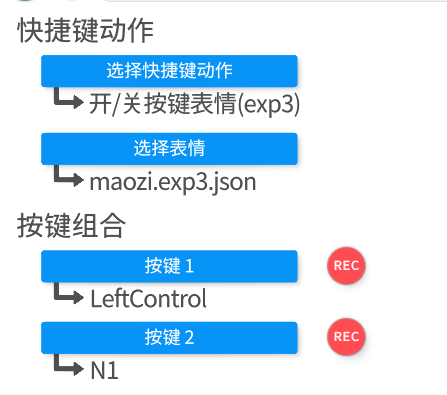 快捷键动作
选择快捷键动作
开/关按键表情(exp3)
选择表情
maozi.exp3.json
按键组合
按键 1
REC
LeftControl
按键 2
REC
N1